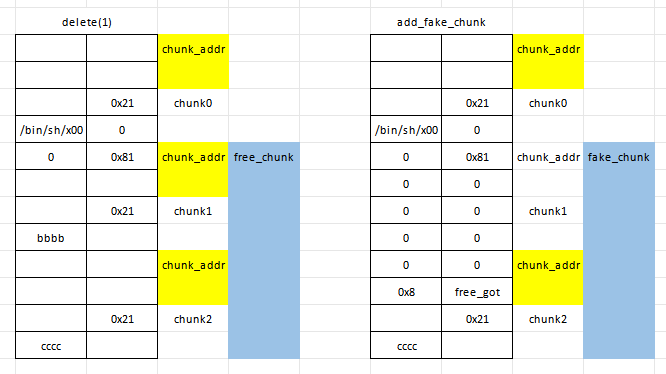 delete(1) add_fake_chunk
chunk_addr chunk_addr
0x21 chunk0 0x21 chunk0
/bin/sh/x00 0 /bin/sh/x00 0
0 0x81 chunk_addr free_chunk 0 0x81 chunk_addr fake_chunk
0 0
0x21 chunk1 0 0 chunk1
bbbb 0 0
chunk_addr 0 0 chunk_addr
0x8 free_got
0x21 chunk2 0x21 chunk2
cccc cccc